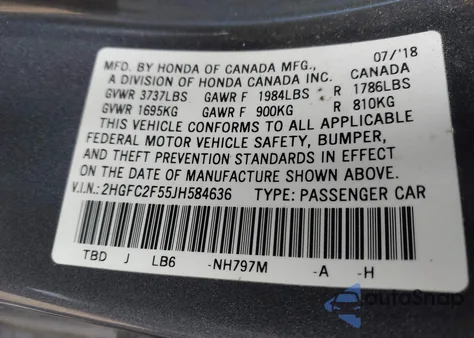 MFD. BY HONDA OF CANADA MFG., 07/'18
A DIVISION OF HONDA CANADA INC. CANADA
GVWR 3737LBS GAWR F 1984LBS R 1786LBS
GVWR 1695KG GAWR F 900KG R 810KG
THIS VEHICLE CONFORMS TO ALL APPLICABLE
FEDERAL MOTOR VEHICLE SAFETY, BUMPER,
AND THEFT PREVENTION STANDARDS IN EFFECT
ON THE DATE OF MANUFACTURE SHOWN ABOVE.
V.I.N.: 2HGFC2F55JH584636 TYPE: PASSENGER CAR
TBD J LB6 -NH797M -A -H
AutoSnap